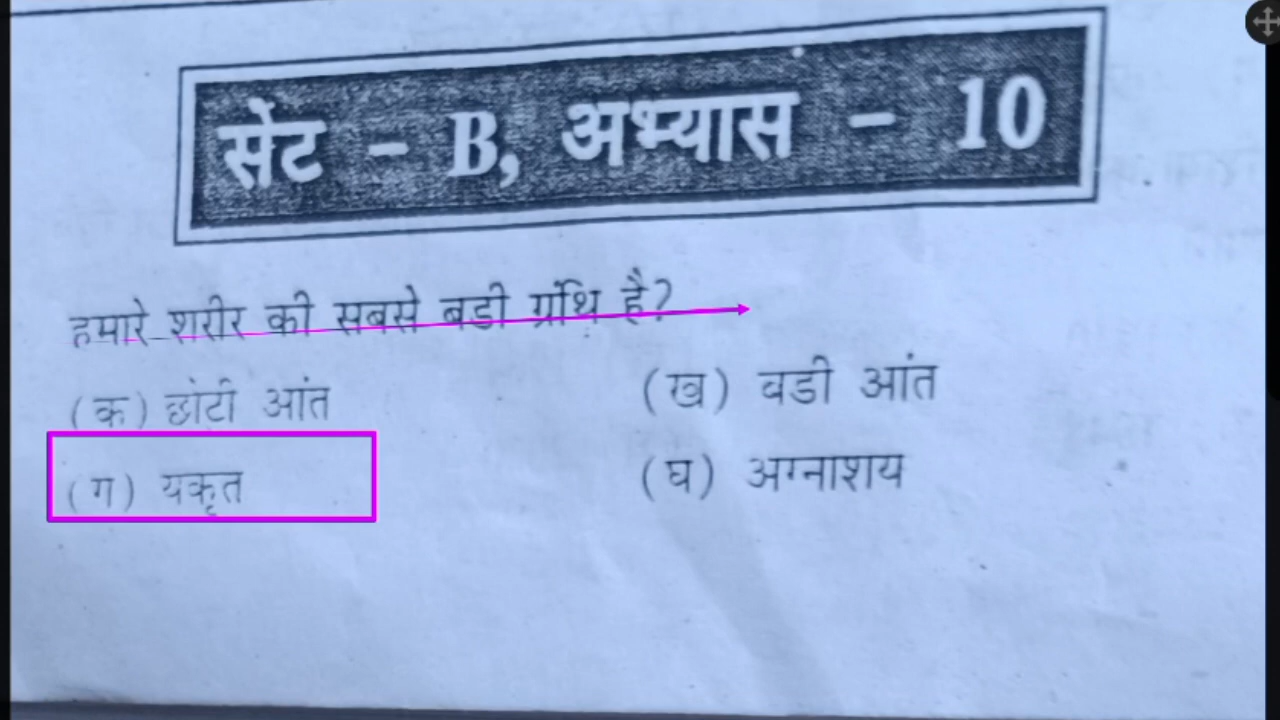 सेट - B, अभ्यास - 10
हमारे शरीर की सबसे बडी ग्रंथि है?
(क) छोटी आंत (ख) बडी आंत
(ग) यकृत (घ) अग्नाशय